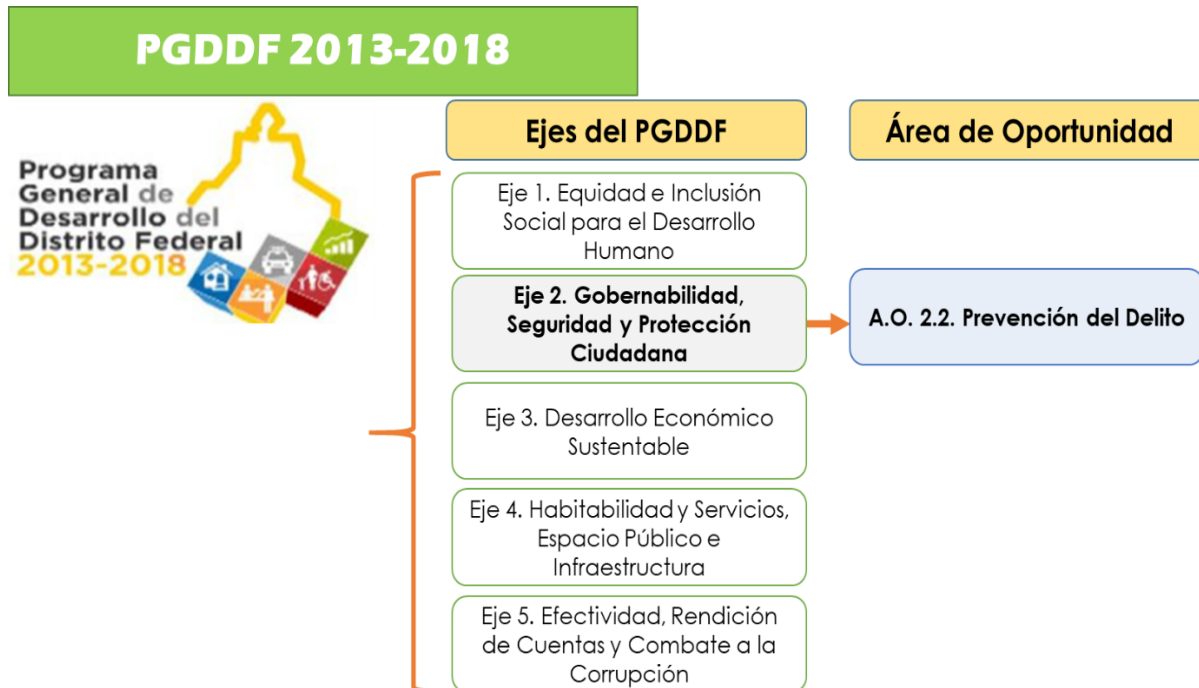 PGDDF 2013-2018
Programa
General de
Desarrollo del
Distrito Federal
2013-2018
Ejes del PGDDF
Eje 1. Equidad e Inclusión
Social para el Desarrollo
Humano
Eje 2. Gobernabilidad,
Seguridad y Protección
Ciudadana
Eje 3. Desarrollo Económico
Sustentable
Eje 4. Habitabilidad y Servicios,
Espacio Público e
Infraestructura
Eje 5. Efectividad, Rendición
de Cuentas y Combate a la
Corrupción
Área de Oportunidad
A.O. 2.2. Prevención del Delito